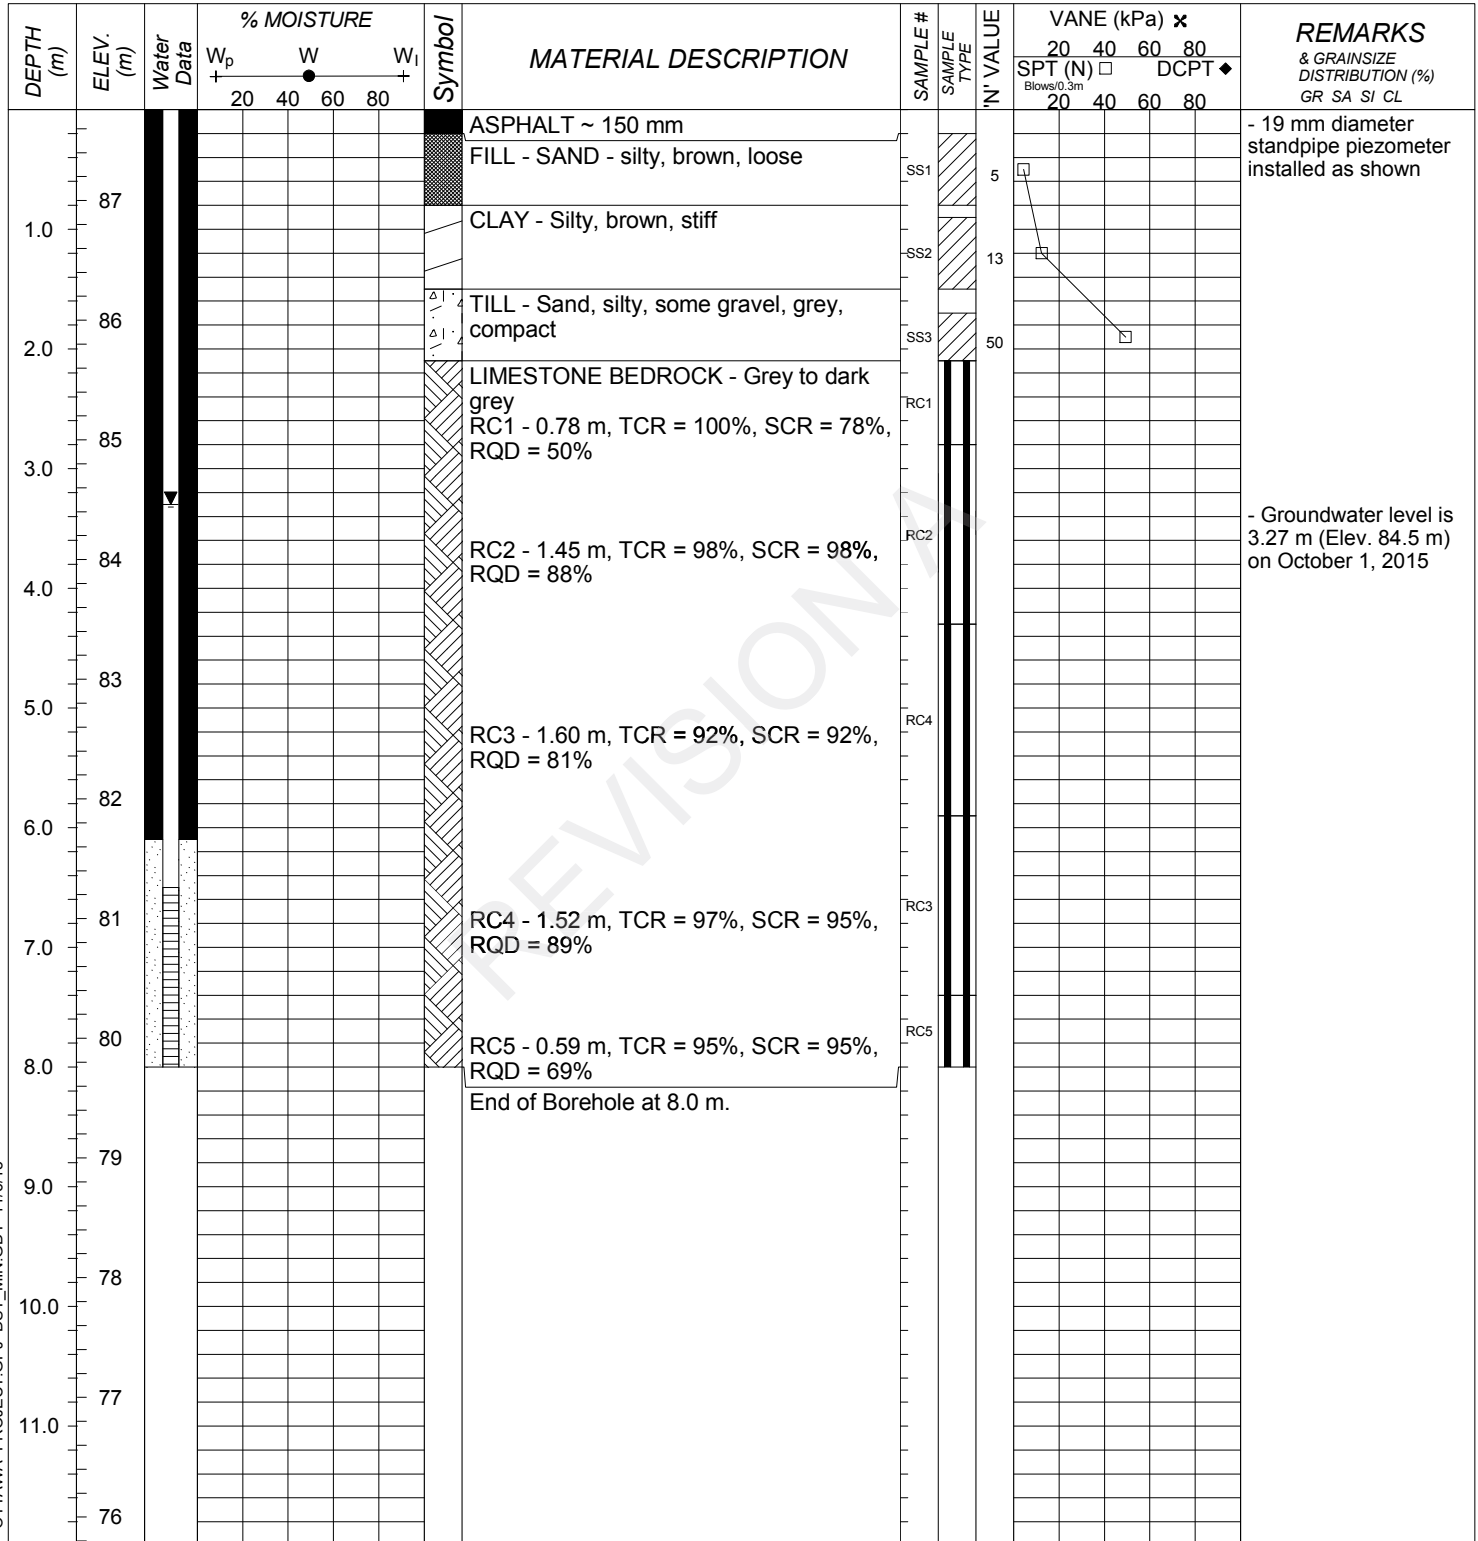 DEPTH (m)
ELEV. (m)
Water Data
% MOISTURE
Wp W Wl
20 40 60 80
Symbol
MATERIAL DESCRIPTION
SAMPLE #
SAMPLE TYPE
'N' VALUE
VANE (kPa)
20 40 60 80
SPT (N) DCPT
Blows/0.3m
20 40 60 80
REMARKS
& GRAINSIZE
DISTRIBUTION (%)
GR SA SI CL
ASPHALT ~ 150 mm
FILL - SAND - silty, brown, loose
SS1
5
- 19 mm diameter
standpipe piezometer
installed as shown
87
1.0
CLAY - Silty, brown, stiff
SS2
13
86
TILL - Sand, silty, some gravel, grey,
compact
SS3
50
2.0
LIMESTONE BEDROCK - Grey to dark
grey
RC1
RC1 - 0.78 m, TCR = 100%, SCR = 78%,
RQD = 50%
85
3.0
- Groundwater level is
3.27 m (Elev. 84.5 m)
on October 1, 2015
RC2
RC2 - 1.45 m, TCR = 98%, SCR = 98%,
RQD = 88%
84
4.0
83
5.0
RC4
RC3 - 1.60 m, TCR = 92%, SCR = 92%,
RQD = 81%
82
6.0
81
RC3
RC4 - 1.52 m, TCR = 97%, SCR = 95%,
RQD = 89%
7.0
80
RC5
RC5 - 0.59 m, TCR = 95%, SCR = 95%,
RQD = 69%
8.0
End of Borehole at 8.0 m.
79
9.0
78
10.0
77
11.0
76
REVISION A